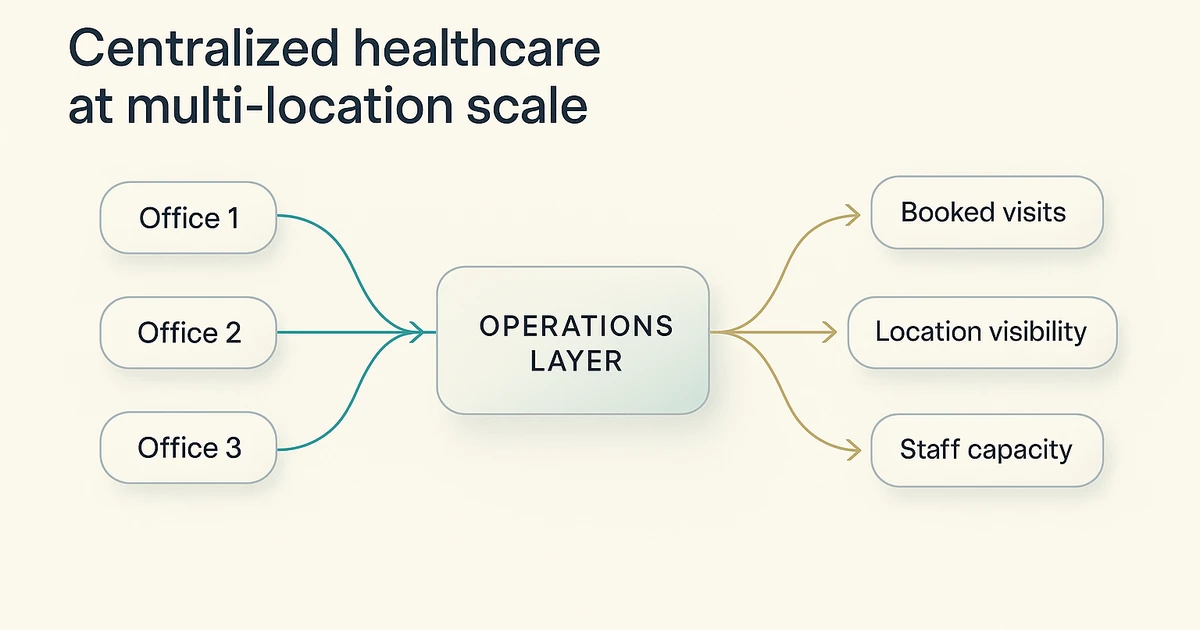 Centralized healthcare
at multi-location scale
Office 1
Office 2
Office 3
OPERATIONS
LAYER
Booked visits
Location visibility
Staff capacity